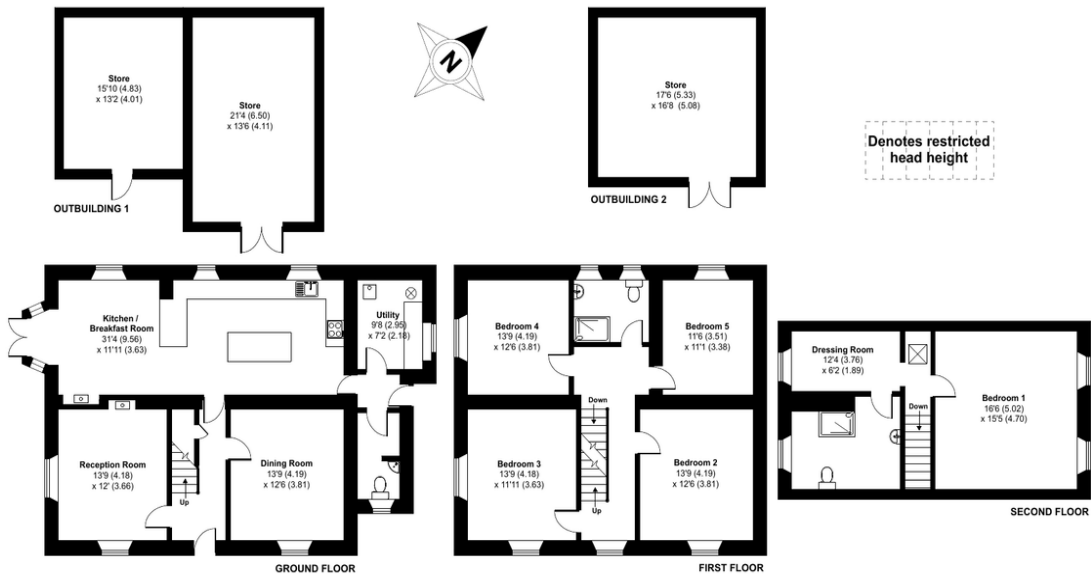 Store
15'10 (4.83)
x 13'2 (4.01)
Store
21'4 (6.50)
x 13'6 (4.11)
OUTBUILDING 1
N
Store
17'6 (5.33)
x 16'8 (5.08)
OUTBUILDING 2
Denotes restricted
head height
Kitchen /
Breakfast Room
31'4 (9.56)
x 11'11 (3.63)
Utility
9'8 (2.95)
x 7'2 (2.18)
Reception Room
13'9 (4.18)
x 12' (3.66)
Up
Dining Room
13'9 (4.19)
x 12'6 (3.81)
GROUND FLOOR
Bedroom 4
13'9 (4.19)
x 12'6 (3.81)
Bedroom 5
11'6 (3.51)
x 11'1 (3.38)
Down
Bedroom 3
13'9 (4.18)
x 11'11 (3.63)
Up
Bedroom 2
13'9 (4.19)
x 12'6 (3.81)
FIRST FLOOR
Dressing Room
12'4 (3.76)
x 6'2 (1.89)
Down
Bedroom 1
16'6 (5.02)
x 15'5 (4.70)
SECOND FLOOR